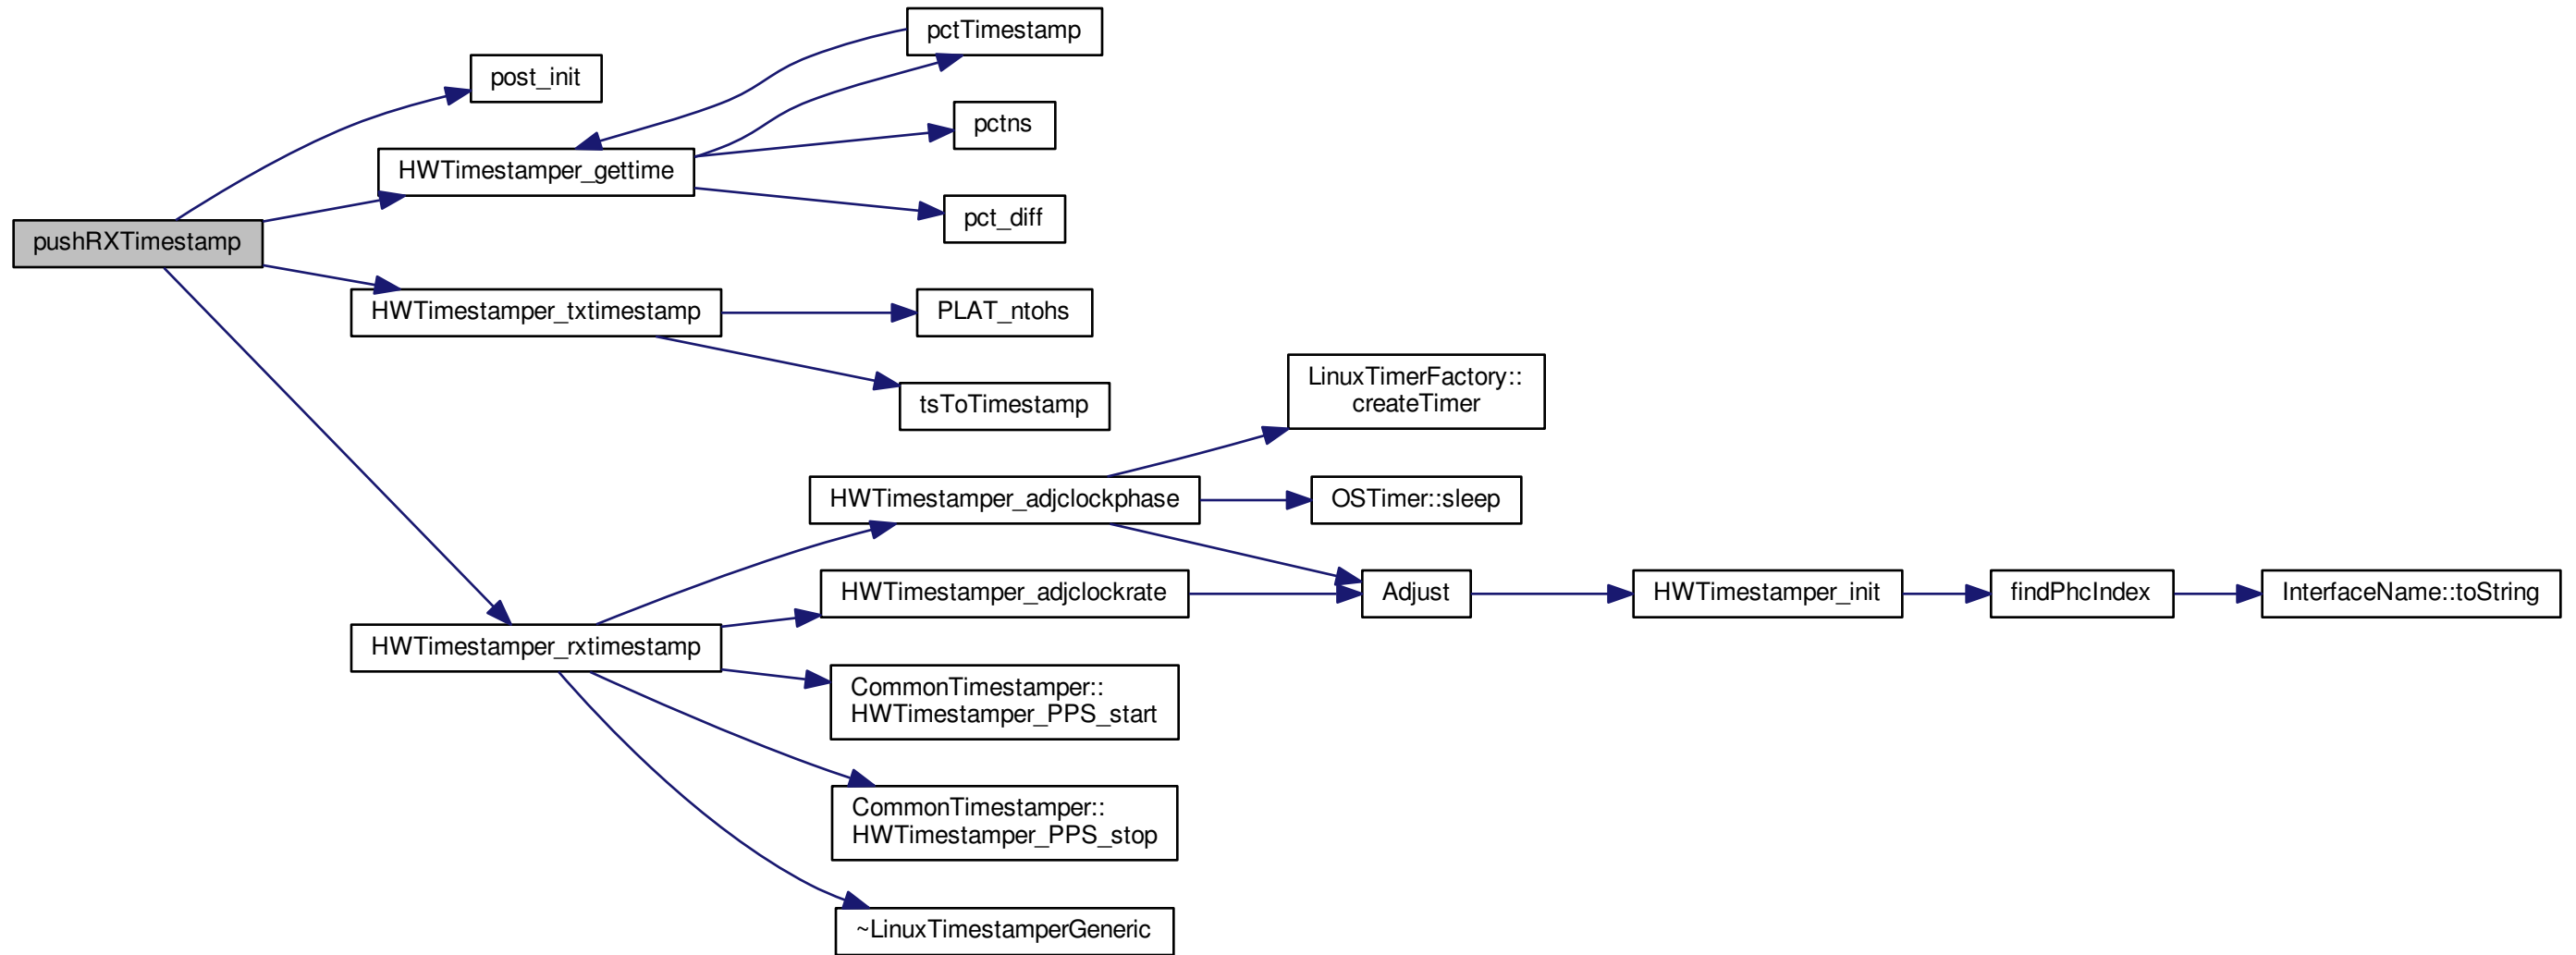 pctTimestamp
post_init
pctns
HWTimestamper_gettime
pct_diff
pushRXTimestamp
HWTimestamper_txtimestamp
PLAT_ntohs
tsToTimestamp
LinuxTimerFactory::
createTimer
HWTimestamper_adjclockphase
OSTimer::sleep
HWTimestamper_adjclockrate
Adjust
HWTimestamper_init
findPhcIndex
InterfaceName::toString
HWTimestamper_rxtimestamp
CommonTimestamper::
HWTimestamper_PPS_start
CommonTimestamper::
HWTimestamper_PPS_stop
~LinuxTimestamperGeneric